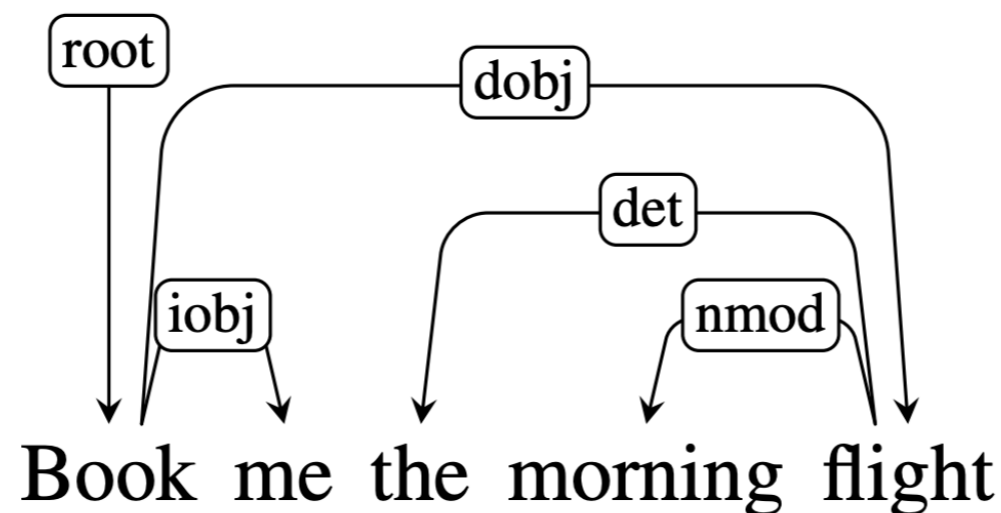 root
dobj
det
iobj
nmod
Book me the morning flight